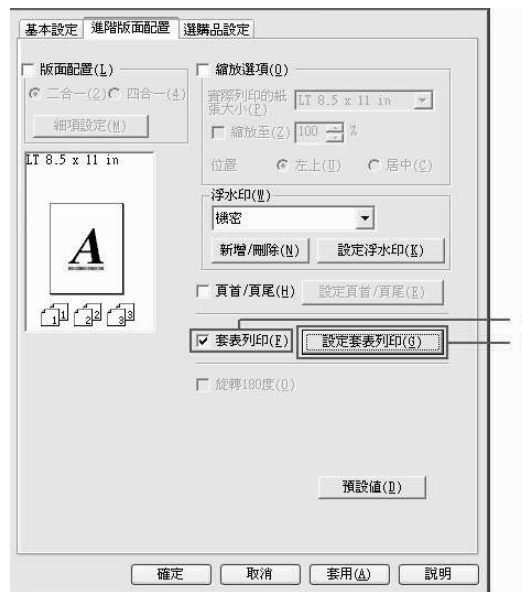 基本設定 進階版面配置 選購品設定
版面配置(L)
二合一(2) 四合一(4)
細項設定(M)
LT 8.5 x 11 in
A
1 1 2 2 3 3
縮放選項(O)
實際列印的紙張大小(P) LT 8.5 x 11 in
縮放至(Z) 100 %
位置 左上(U) 居中(C)
浮水印(W)
機密
新增/刪除(N) 設定浮水印(K)
頁首/頁尾(H) 設定頁首/頁尾(E)
套表列印(F) 設定套表列印(G)
旋轉180度(O)
預設值(D)
確定 取消 套用(A) 說明